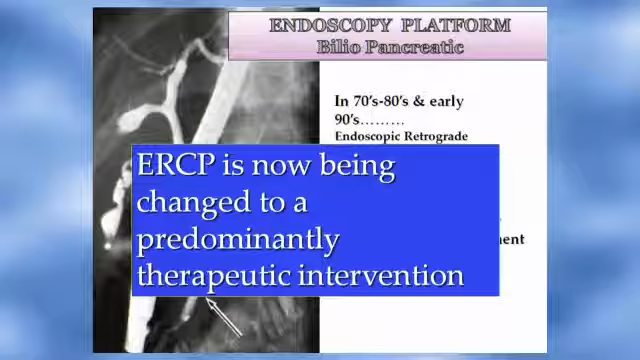 ENDOSCOPY PLATFORM
Bilio Pancreatic
In 70's-80's & early
90's.........
Endoscopic Retrograde
ERCP is now being
changed to a
predominantly
therapeutic intervention